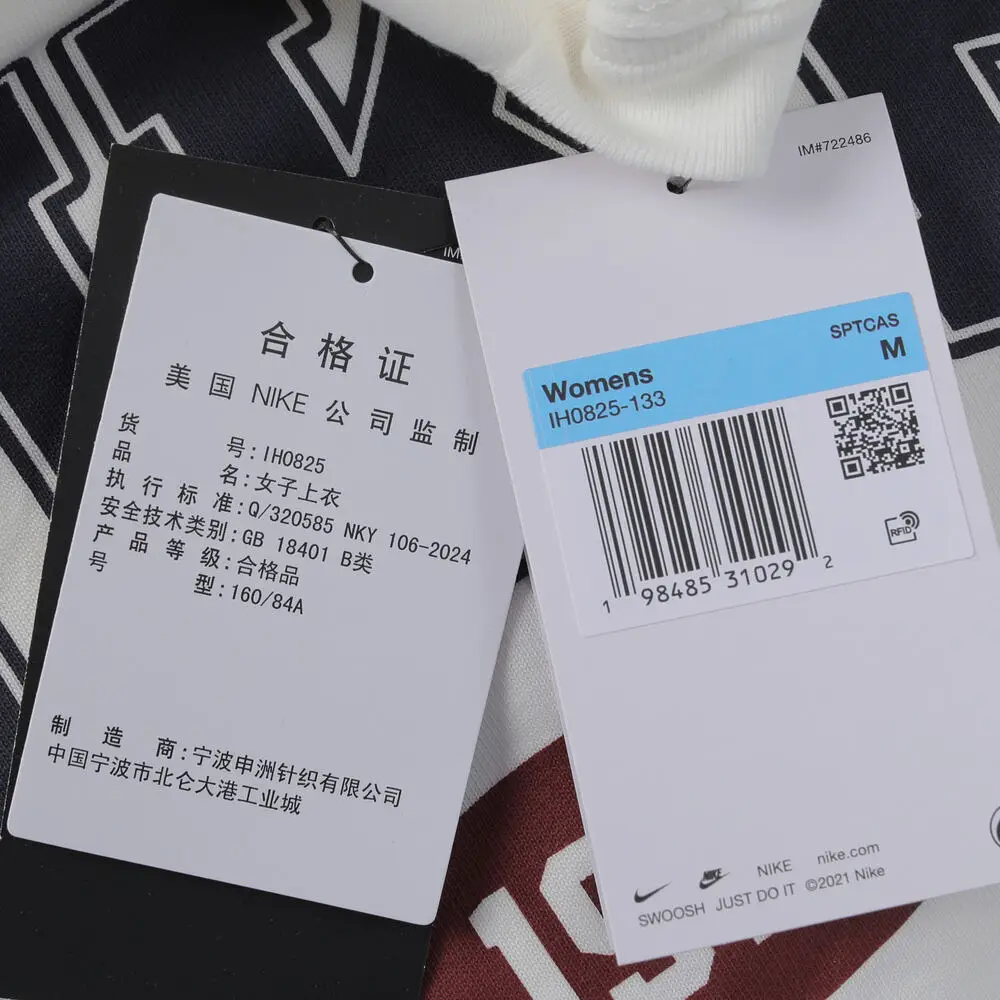 IM
合格证
美国 NIKE 公司监制
货号:IH0825
品名:女子上衣
执行标准:Q/320585 NKY 106-2024
安全技术类别:GB 18401 B类
产品等级:合格品
号型:160/84A
制造商:宁波申洲针织有限公司
中国宁波市北仑大港工业城
IM#722486
SPTCAS
Womens M
IH0825-133
RFID
1 98485 31029 2
NIKE NIKE nike.com
SWOOSH JUST DO IT ©2021 Nike
19